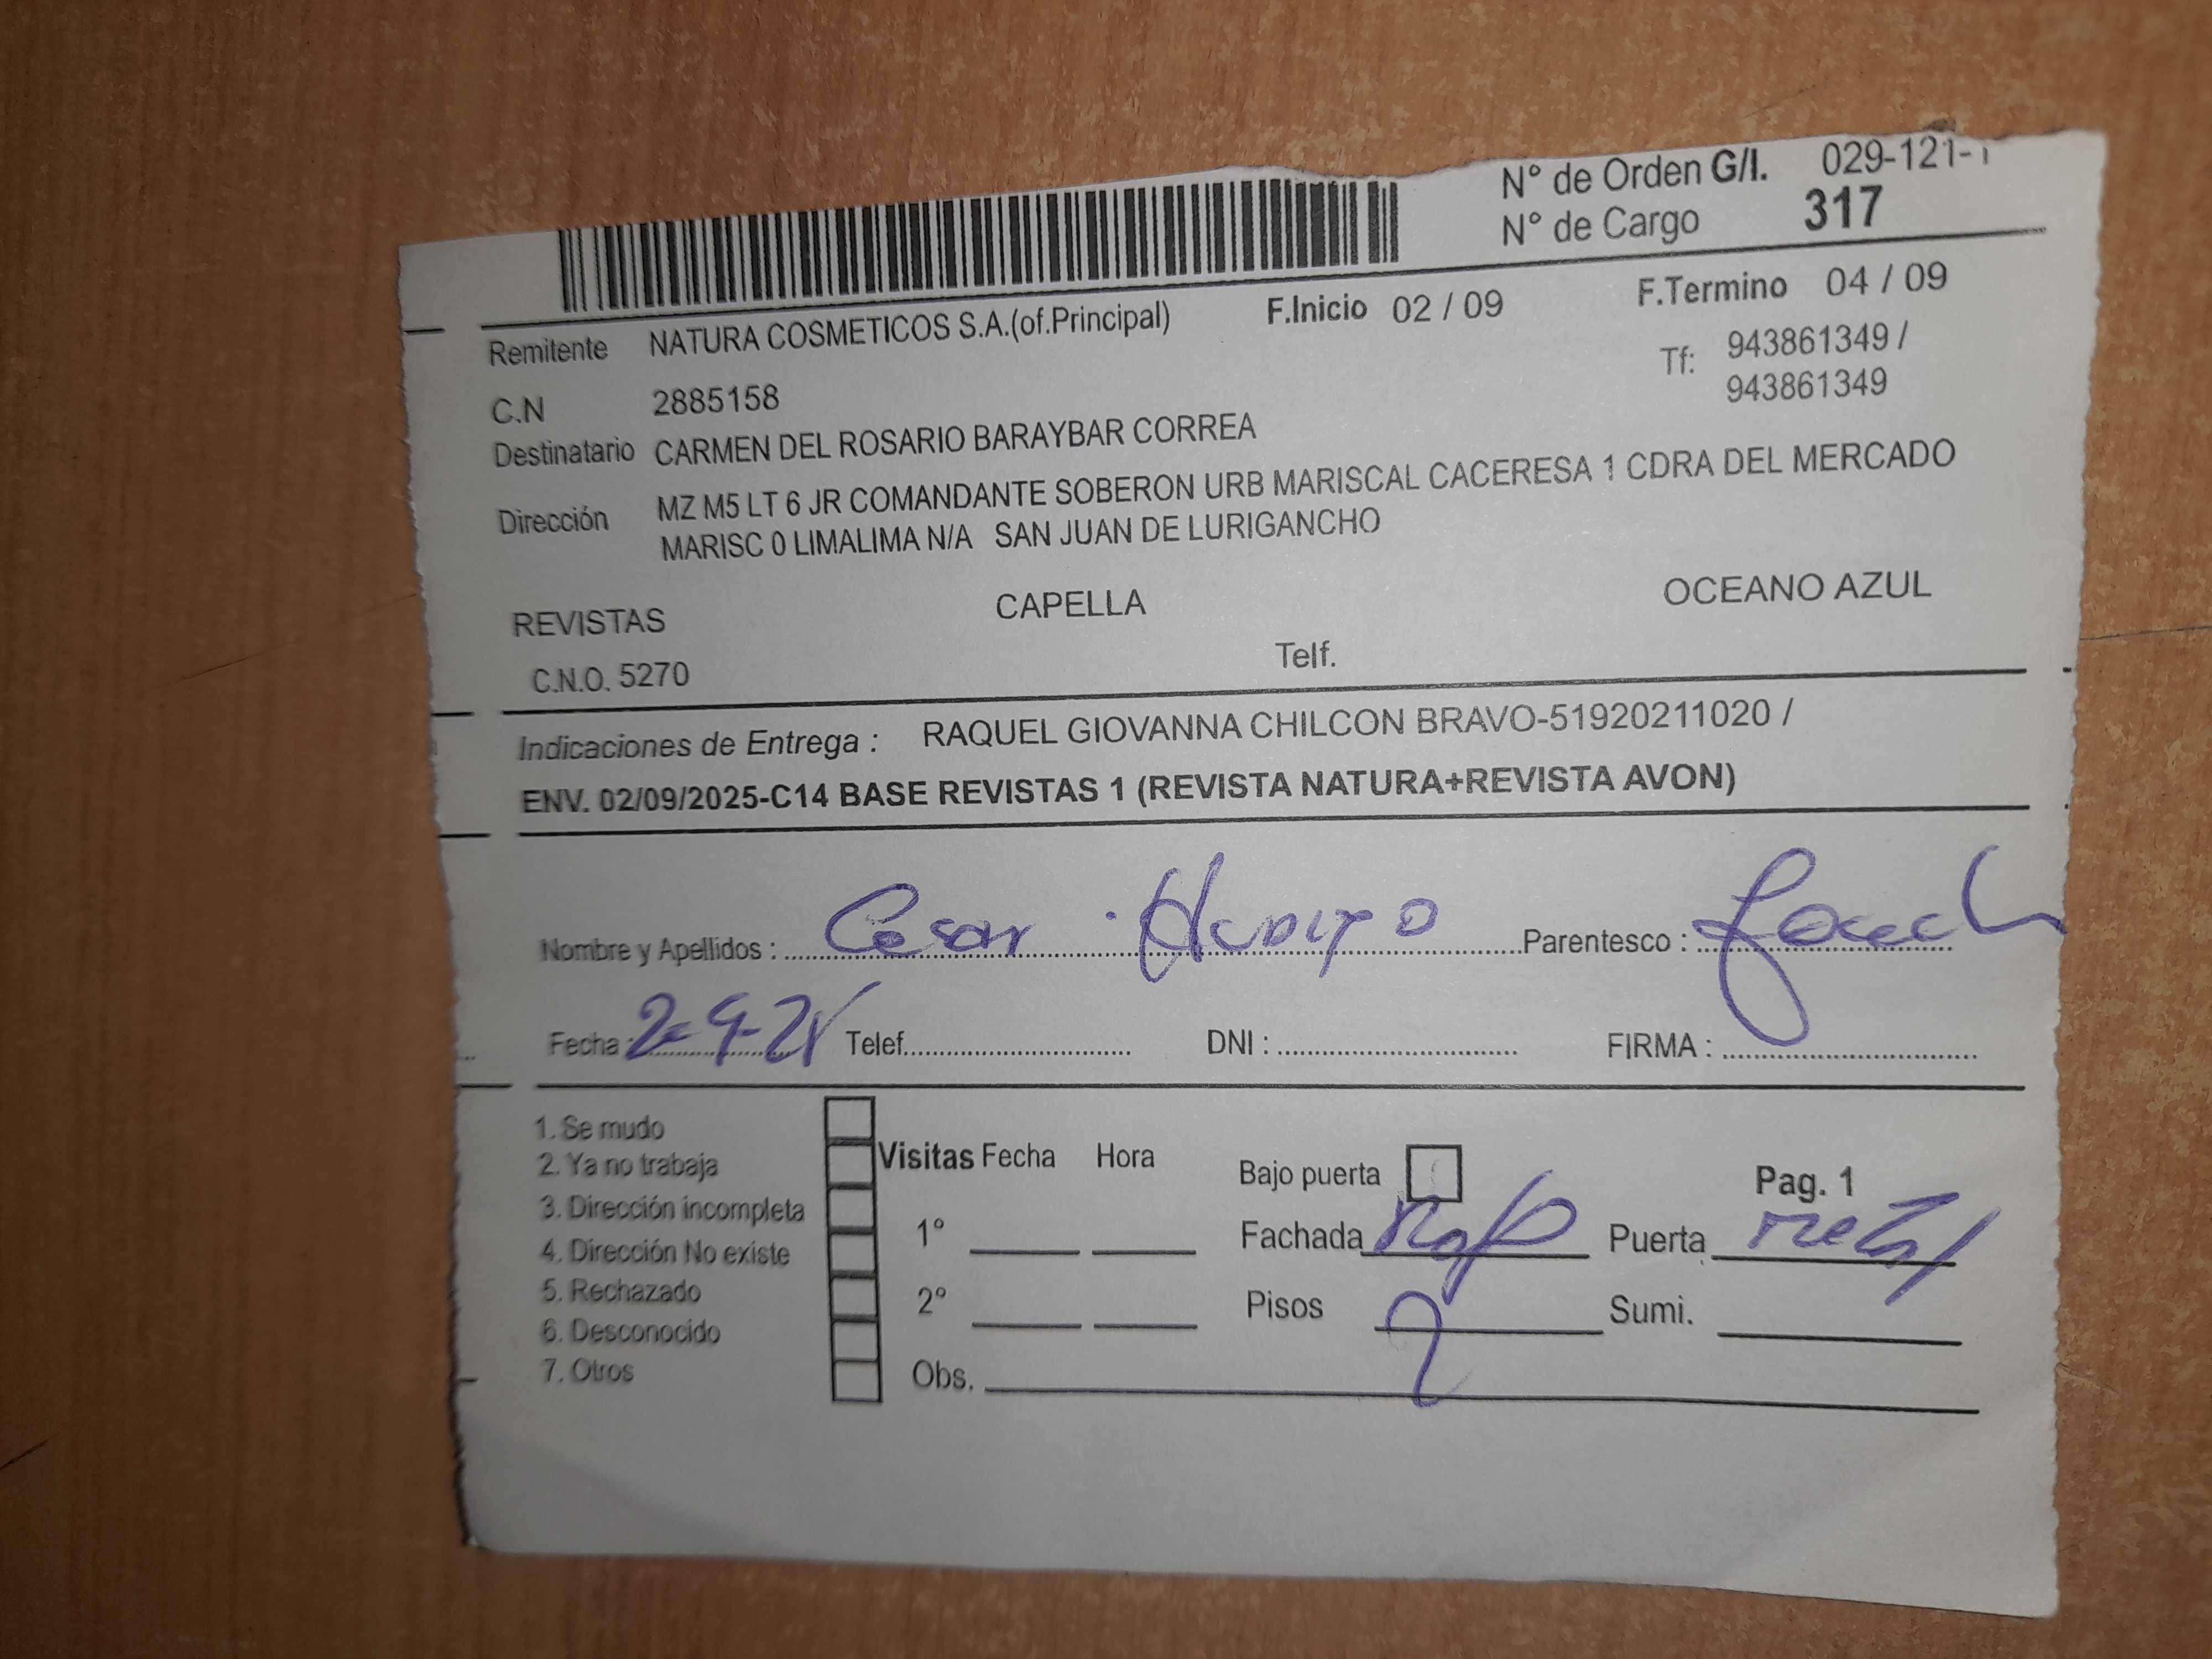 N° de Orden G/I. 029-121-1
N° de Cargo 317
Remitente NATURA COSMETICOS S.A.(of.Principal) F.Inicio 02 / 09 F.Termino 04 / 09
C.N 2885158 Tf: 943861349 /
943861349
Destinatario CARMEN DEL ROSARIO BARAYBAR CORREA
Dirección MZ M5 LT 6 JR COMANDANTE SOBERON URB MARISCAL CACERESA 1 CDRA DEL MERCADO
MARISC 0 LIMALIMA N/A SAN JUAN DE LURIGANCHO
REVISTAS CAPELLA OCEANO AZUL
C.N.O. 5270 Telf.
Indicaciones de Entrega : RAQUEL GIOVANNA CHILCON BRAVO-51920211020 /
ENV. 02/09/2025-C14 BASE REVISTAS 1 (REVISTA NATURA+REVISTA AVON)
Nombre y Apellidos : Cesar Parentesco :
Fecha : Telef. DNI : FIRMA :
1. Se mudo
2. Ya no trabaja
3. Dirección incompleta
4. Dirección No existe
5. Rechazado
6. Desconocido
7. Otros
Visitas Fecha Hora
1°
2°
Obs.
Bajo puerta Pag. 1
Fachada Puerta metal
Pisos 2 Sumi.